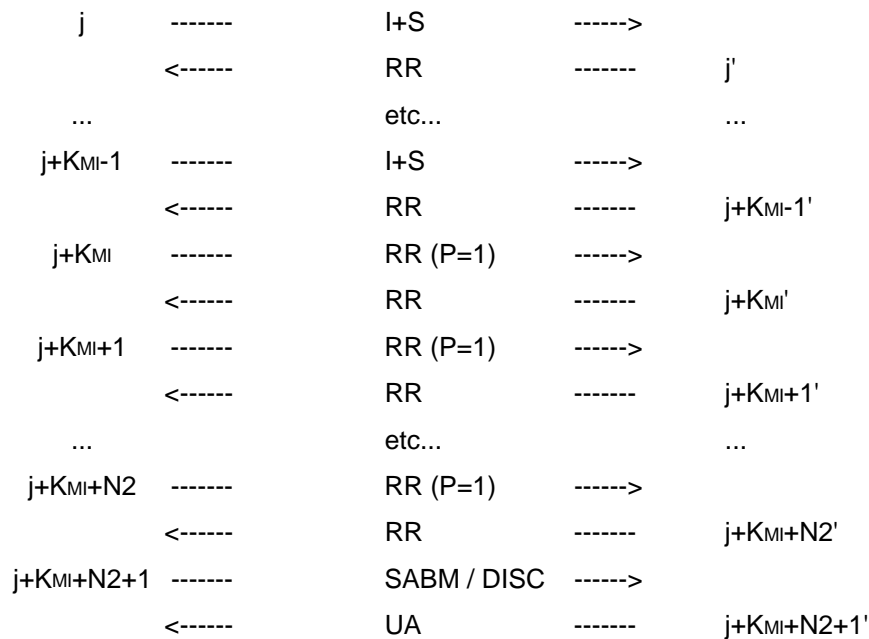 j ------- I+S ------>
<------ RR ------- j'
... etc... ...
j+KMI-1 ------- I+S ------>
<------ RR ------- j+KMI-1'
j+KMI ------- RR (P=1) ------>
<------ RR ------- j+KMI'
j+KMI+1 ------- RR (P=1) ------>
<------ RR ------- j+KMI+1'
... etc... ...
j+KMI+N2 ------- RR (P=1) ------>
<------ RR ------- j+KMI+N2'
j+KMI+N2+1 ------- SABM / DISC ------>
<------ UA ------- j+KMI+N2+1'